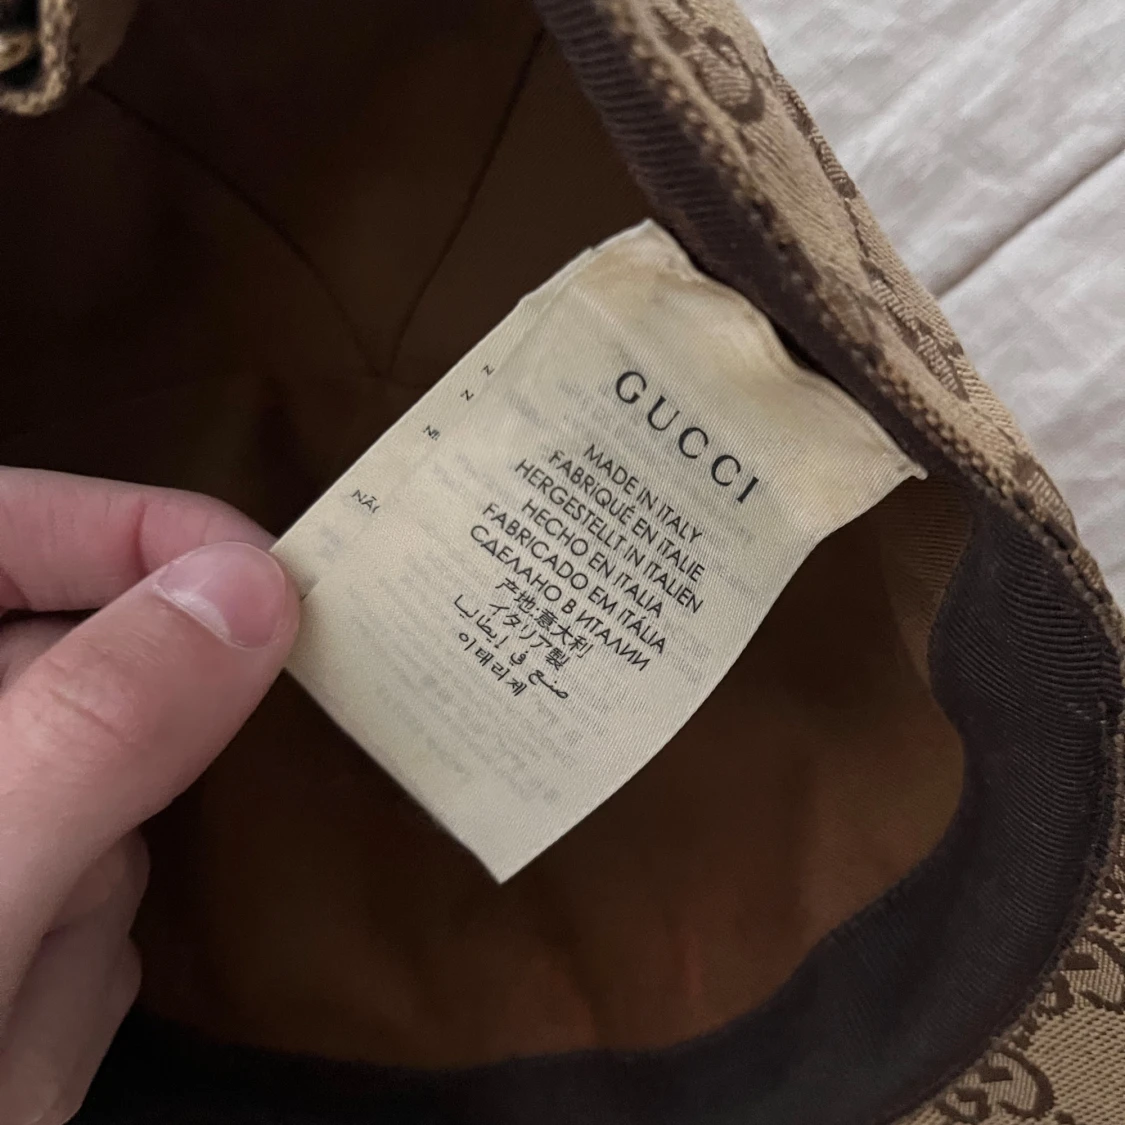 GUCCI
MADE IN ITALY
FABRIQUÉ EN ITALIE
HERGESTELLT IN ITALIEN
HECHO EN ITALIA
FABRICADO EM ITÁLIA
СДЕЛАНО В ИТАЛИИ
产地:意大利
イタリア製
صنع في إيطاليا
이태리제